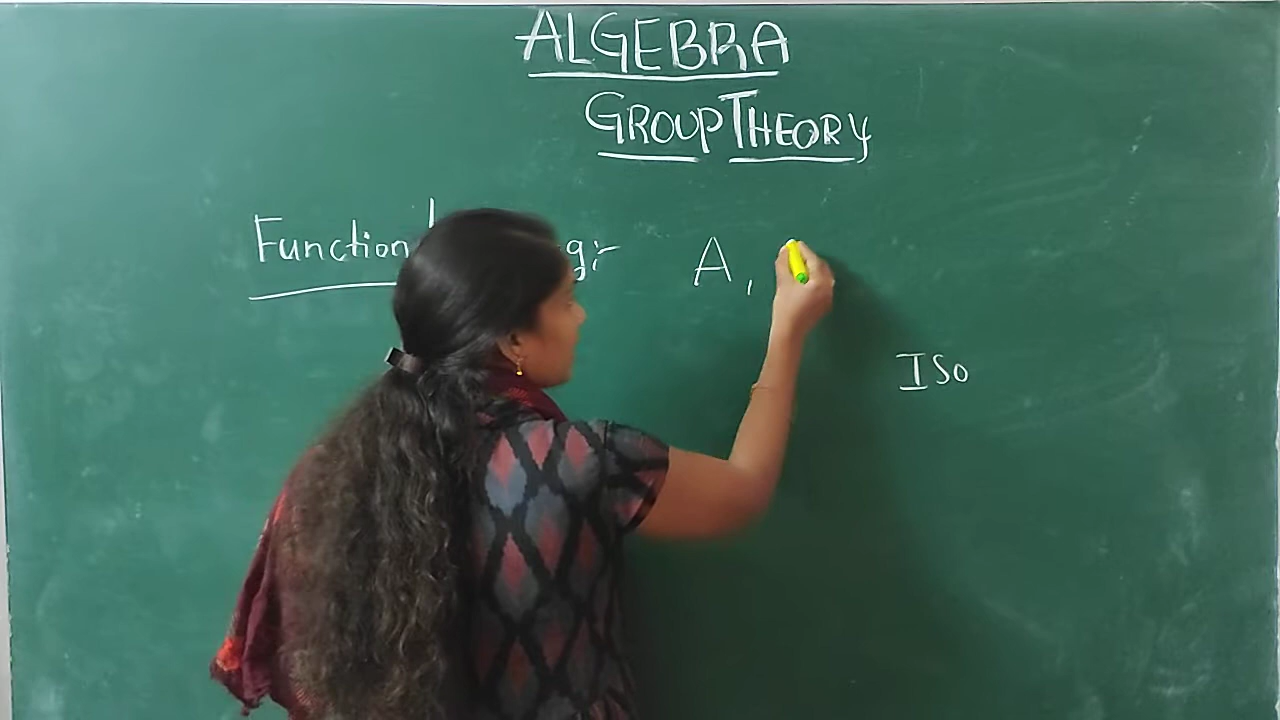 ALGEBRA
GROUP THEORY
Function g:- A,
Iso